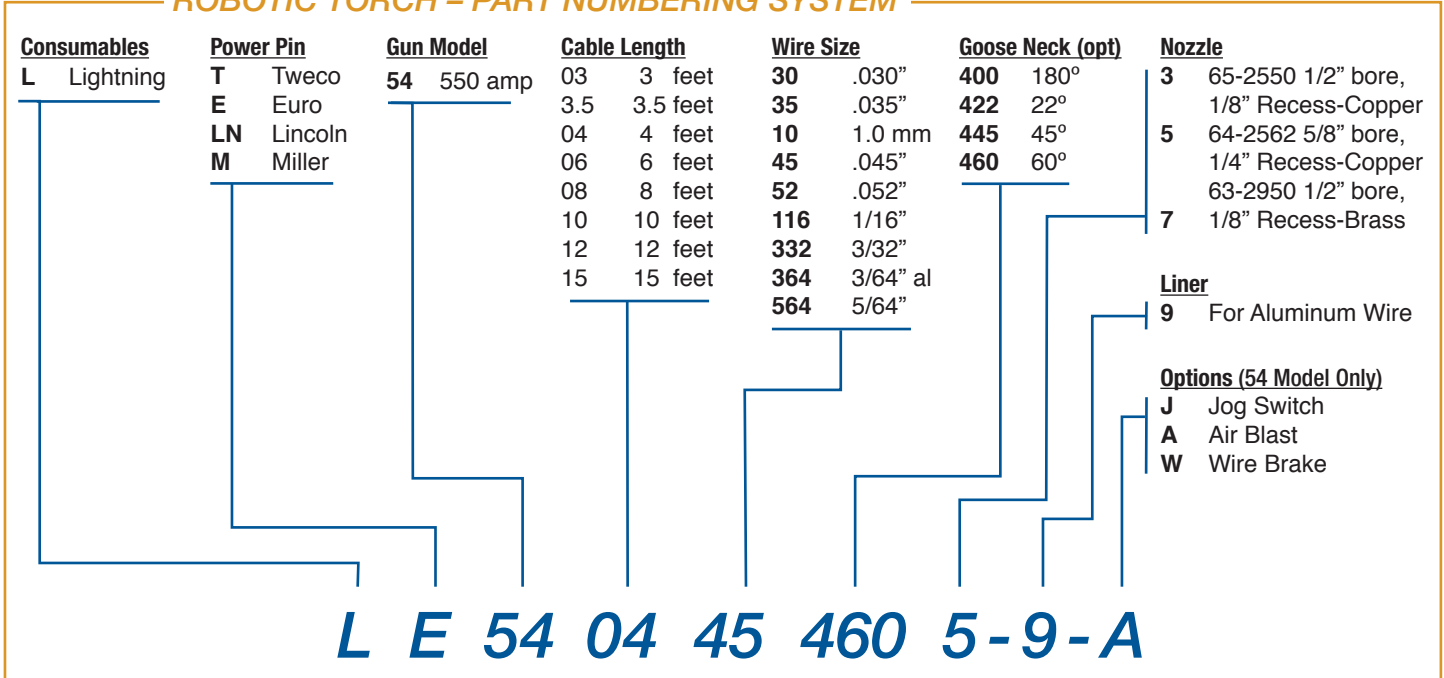 ROBOTIC TORCH – PART NUMBERING SYSTEM
Consumables
L Lightning
Power Pin
T Tweco
E Euro
LN Lincoln
M Miller
Gun Model
54 550 amp
Cable Length
03 3 feet
3.5 3.5 feet
04 4 feet
06 6 feet
08 8 feet
10 10 feet
12 12 feet
15 15 feet
Wire Size
30 .030”
35 .035”
10 1.0 mm
45 .045”
52 .052”
116 1/16”
332 3/32”
364 3/64” al
564 5/64”
Goose Neck (opt)
400 180º
422 22º
445 45º
460 60º
Nozzle
3 65-2550 1/2” bore,
1/8” Recess-Copper
5 64-2562 5/8” bore,
1/4” Recess-Copper
63-2950 1/2” bore,
7 1/8” Recess-Brass
Liner
9 For Aluminum Wire
Options (54 Model Only)
J Jog Switch
A Air Blast
W Wire Brake
L E 54 04 45 460 5 - 9 - A